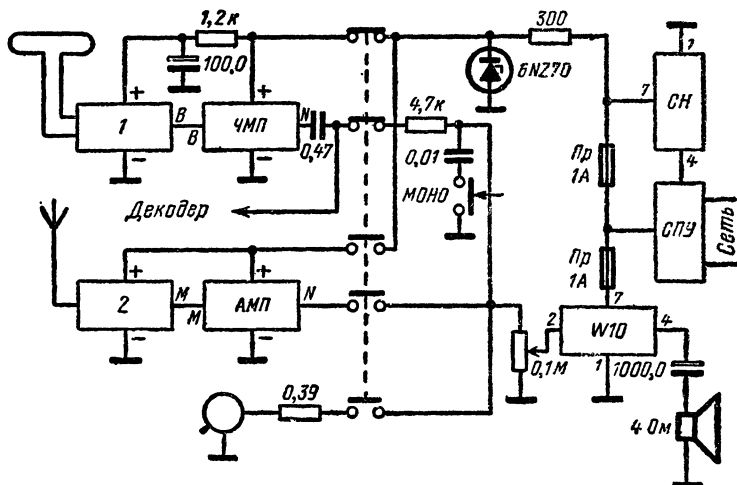 1,2к
100,0
300
6NZ70
1
7
СН
4
1
+
-
В
В
+
ЧМП
-
N
0,47
4,7к
0,01
МОНО
Декодер
Пр
1А
СПУ
Сеть
Пр
1А
2
+
-
М
М
+
АМП
-
N
7
2
W10
4
1
0,1М
1000,0
0,39
4 Ом